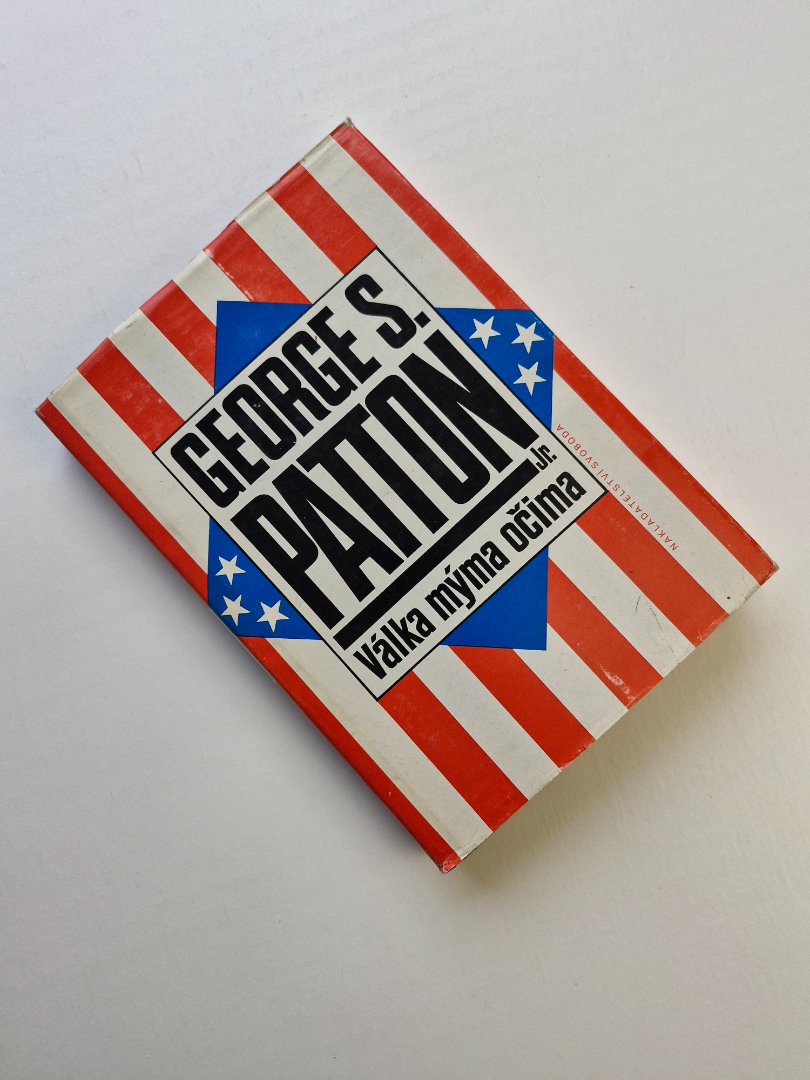 GEORGE S.
PATTON
Jr.
Válka mýma očima
NAKLADATELSTVÍ SVOBODA